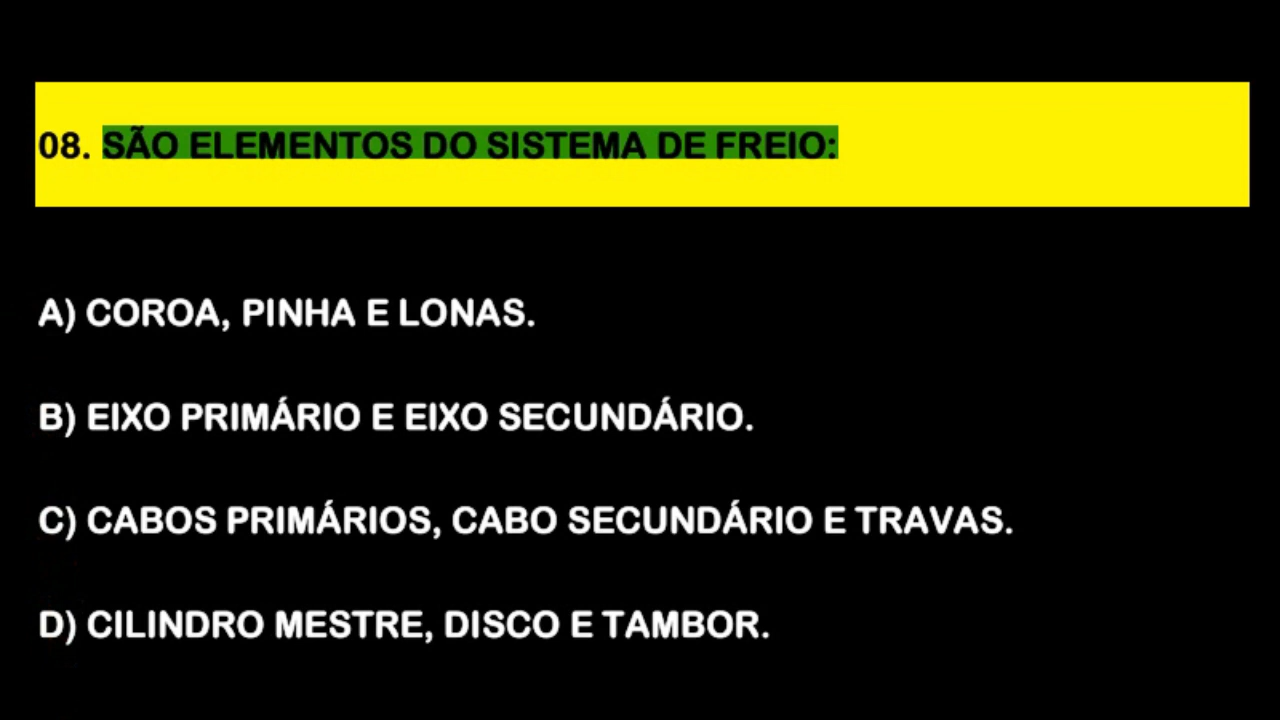 08. SÃO ELEMENTOS DO SISTEMA DE FREIO:
A) COROA, PINHA E LONAS.
B) EIXO PRIMÁRIO E EIXO SECUNDÁRIO.
C) CABOS PRIMÁRIOS, CABO SECUNDÁRIO E TRAVAS.
D) CILINDRO MESTRE, DISCO E TAMBOR.